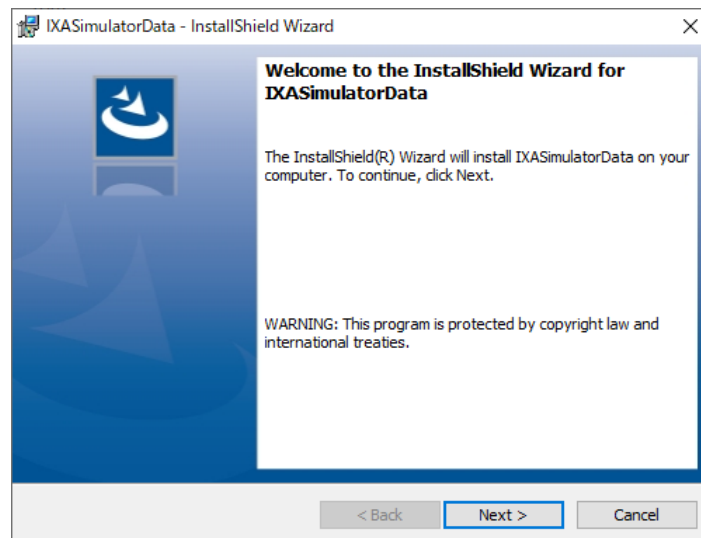 IXASimulatorData - InstallShield Wizard
Welcome to the InstallShield Wizard for
IXASimulatorData
The InstallShield(R) Wizard will install IXASimulatorData on your
computer. To continue, click Next.
WARNING: This program is protected by copyright law and
international treaties.
< Back
Next >
Cancel